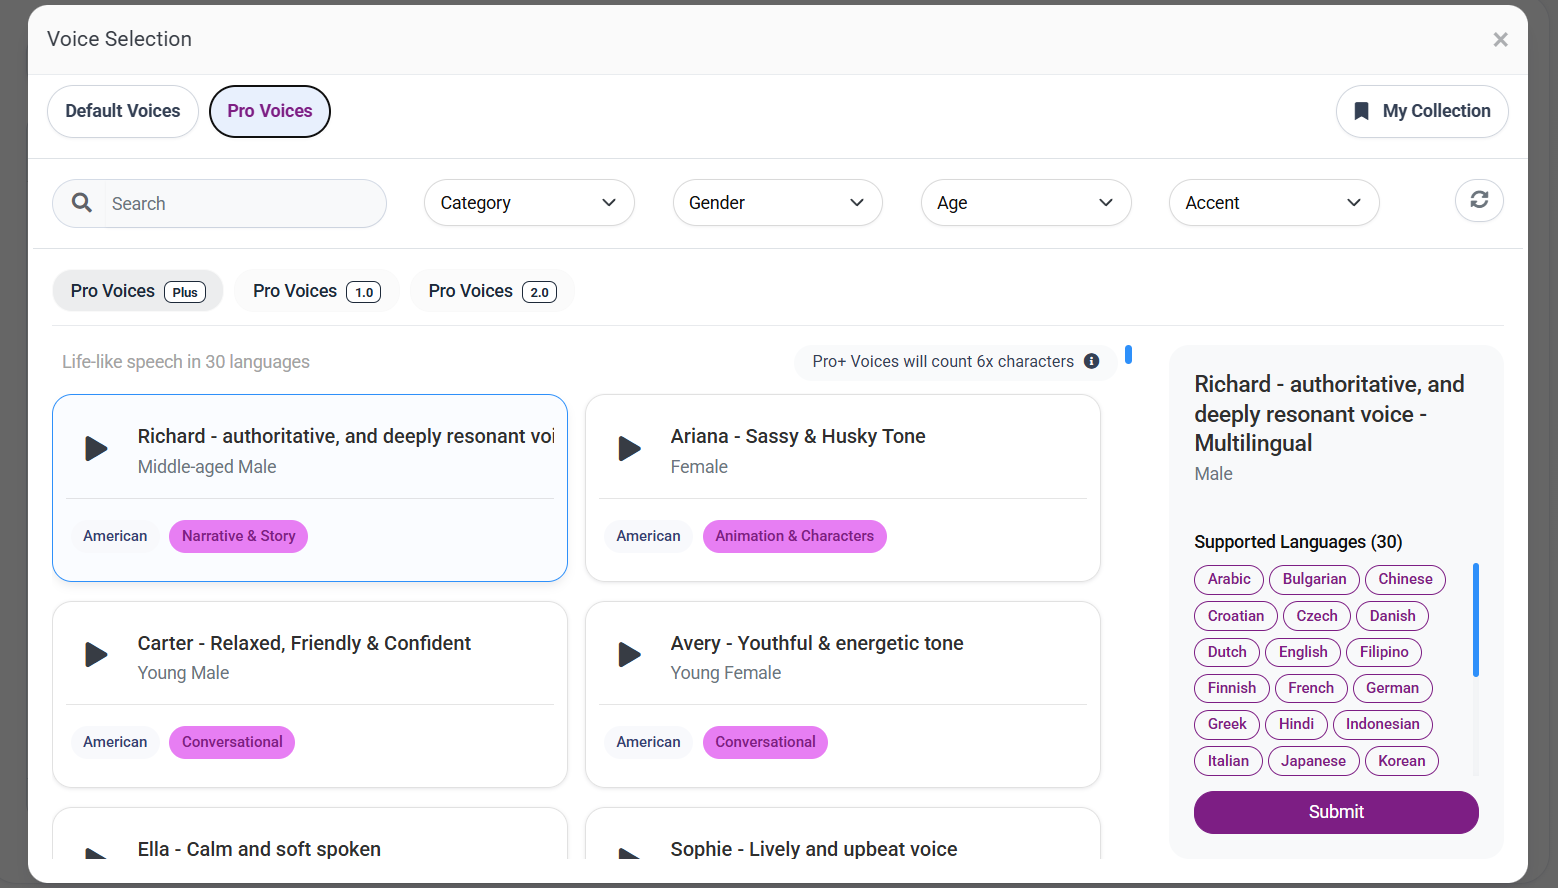 Voice Selection
Default Voices
Pro Voices
My Collection
Search
Category
Gender
Age
Accent
Pro Voices Plus
Pro Voices 1.0
Pro Voices 2.0
Life-like speech in 30 languages
Pro+ Voices will count 6x characters
Richard - authoritative, and deeply resonant voi
Middle-aged Male
American
Narrative & Story
Ariana - Sassy & Husky Tone
Female
American
Animation & Characters
Carter - Relaxed, Friendly & Confident
Young Male
American
Conversational
Avery - Youthful & energetic tone
Young Female
American
Conversational
Ella - Calm and soft spoken
Sophie - Lively and upbeat voice
Richard - authoritative, and
deeply resonant voice -
Multilingual
Male
Supported Languages (30)
Arabic Bulgarian Chinese
Croatian Czech Danish
Dutch English Filipino
Finnish French German
Greek Hindi Indonesian
Italian Japanese Korean
Submit